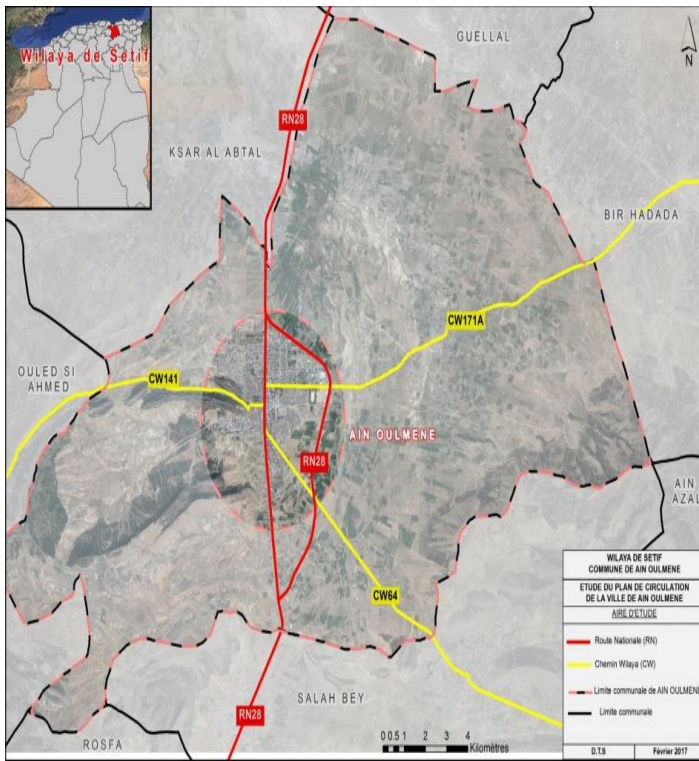 Wilaya de Setif
GUELLAL
N
RN28
KSAR AL ABTAL
BIR HADADA
CW171A
OULED SI
AHMED
CW141
AIN OULMENE
RN28
AIN
AZAL
CW64
WILAYA DE SETIF
COMMUNE DE AIN OULMENE
ETUDE DU PLAN DE CIRCULATION
DE LA VILLE DE AIN OULMENE
AIRE D'ETUDE
Route Nationale (RN)
Chemin Wilaya (CW)
Limite communale de AIN OULMENE
Limite communale
SALAH BEY
RN28
ROSFA
0 0.5 1 2 3 4
Kilomètres
D.T.S
Février 2017